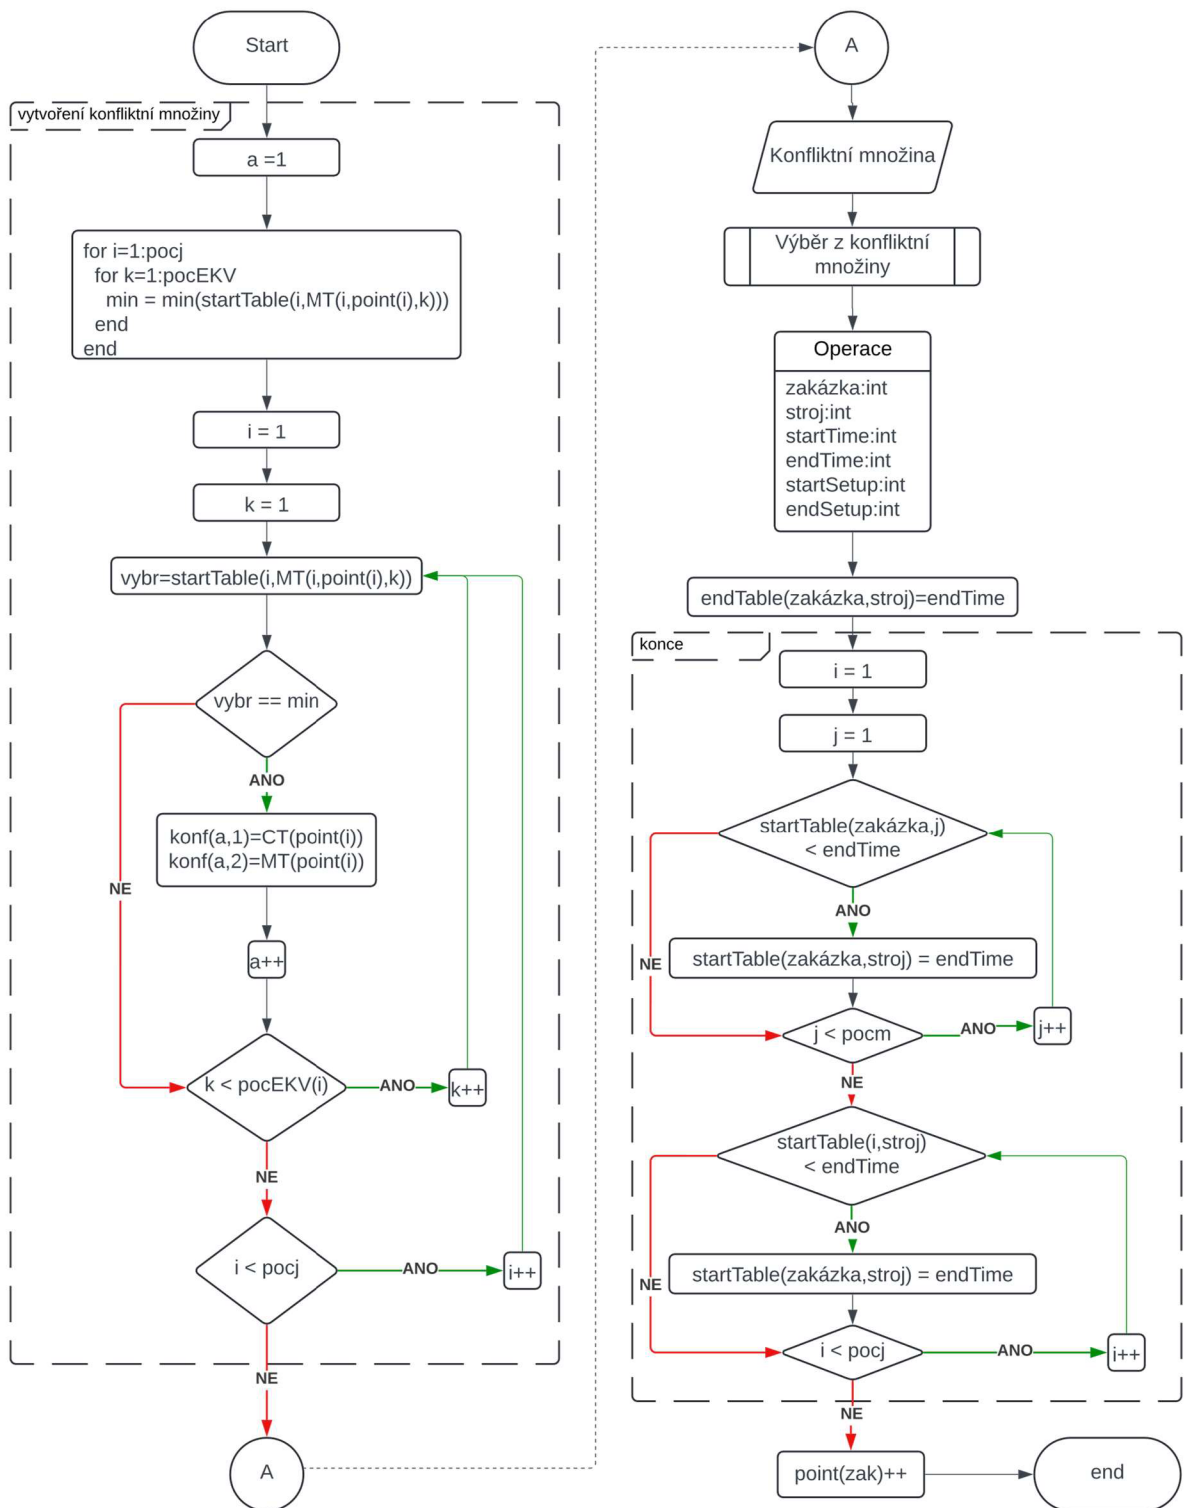 Start
vytvoření konfliktní množiny
a =1
for i=1:pocj
for k=1:pocEKV
min = min(startTable(i,MT(i,point(i),k)))
end
end
i = 1
k = 1
vybr=startTable(i,MT(i,point(i),k))
vybr == min
ANO
NE
konf(a,1)=CT(point(i))
konf(a,2)=MT(point(i))
a++
k < pocEKV(i)
ANO
k++
NE
i < pocj
ANO
i++
NE
A
A
Konfliktní množina
Výběr z konfliktní
množiny
Operace
zakázka:int
stroj:int
startTime:int
endTime:int
startSetup:int
endSetup:int
endTable(zakázka,stroj)=endTime
konce
i = 1
j = 1
startTable(zakázka,j)
< endTime
ANO
NE
startTable(zakázka,stroj) = endTime
j < pocm
ANO
j++
NE
startTable(i,stroj)
< endTime
ANO
NE
startTable(zakázka,stroj) = endTime
i < pocj
ANO
i++
NE
point(zak)++
end